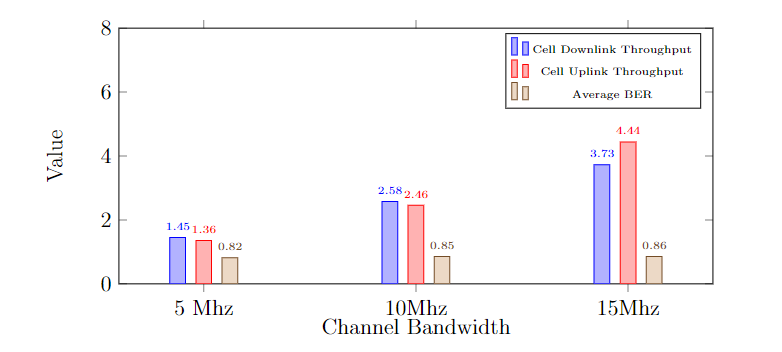 8
Cell Downlink Throughput
Cell Uplink Throughput
Average BER
6
4
2
0
Value
1.45
1.36
0.82
2.58
2.46
0.85
3.73
4.44
0.86
5 Mhz
10Mhz
15Mhz
Channel Bandwidth